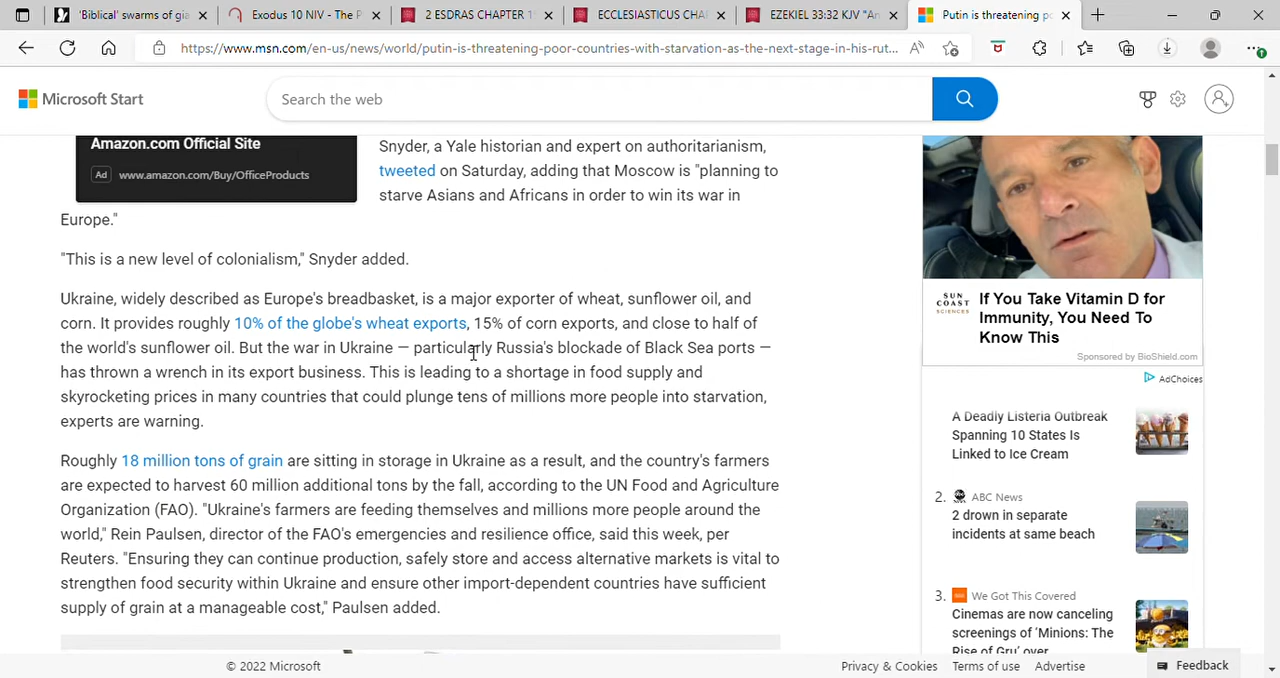 'Biblical' swarms of gia
Exodus 10 NIV - The P
2 ESDRAS CHAPTER 1
ECCLESIASTICUS CHA
EZEKIEL 33:32 KJV "An
Putin is threatening po
https://www.msn.com/en-us/news/world/putin-is-threatening-poor-countries-with-starvation-as-the-next-stage-in-his-rut...
Microsoft Start
Search the web
Amazon.com Official Site
Ad www.amazon.com/Buy/OfficeProducts
Snyder, a Yale historian and expert on authoritarianism,
tweeted on Saturday, adding that Moscow is "planning to
starve Asians and Africans in order to win its war in
Europe."
"This is a new level of colonialism," Snyder added.
Ukraine, widely described as Europe's breadbasket, is a major exporter of wheat, sunflower oil, and
corn. It provides roughly 10% of the globe's wheat exports, 15% of corn exports, and close to half of
the world's sunflower oil. But the war in Ukraine — particularly Russia's blockade of Black Sea ports —
has thrown a wrench in its export business. This is leading to a shortage in food supply and
skyrocketing prices in many countries that could plunge tens of millions more people into starvation,
experts are warning.
Roughly 18 million tons of grain are sitting in storage in Ukraine as a result, and the country's farmers
are expected to harvest 60 million additional tons by the fall, according to the UN Food and Agriculture
Organization (FAO). "Ukraine's farmers are feeding themselves and millions more people around the
world," Rein Paulsen, director of the FAO's emergencies and resilience office, said this week, per
Reuters. "Ensuring they can continue production, safely store and access alternative markets is vital to
strengthen food security within Ukraine and ensure other import-dependent countries have sufficient
supply of grain at a manageable cost," Paulsen added.
SUN
COAST
SCIENCES
If You Take Vitamin D for
Immunity, You Need To
Know This
Sponsored by BioShield.com
AdChoices
A Deadly Listeria Outbreak
Spanning 10 States Is
Linked to Ice Cream
2. ABC News
2 drown in separate
incidents at same beach
3. We Got This Covered
Cinemas are now canceling
screenings of 'Minions: The
Rise of Gru' over
© 2022 Microsoft
Privacy & Cookies
Terms of use
Advertise
Feedback